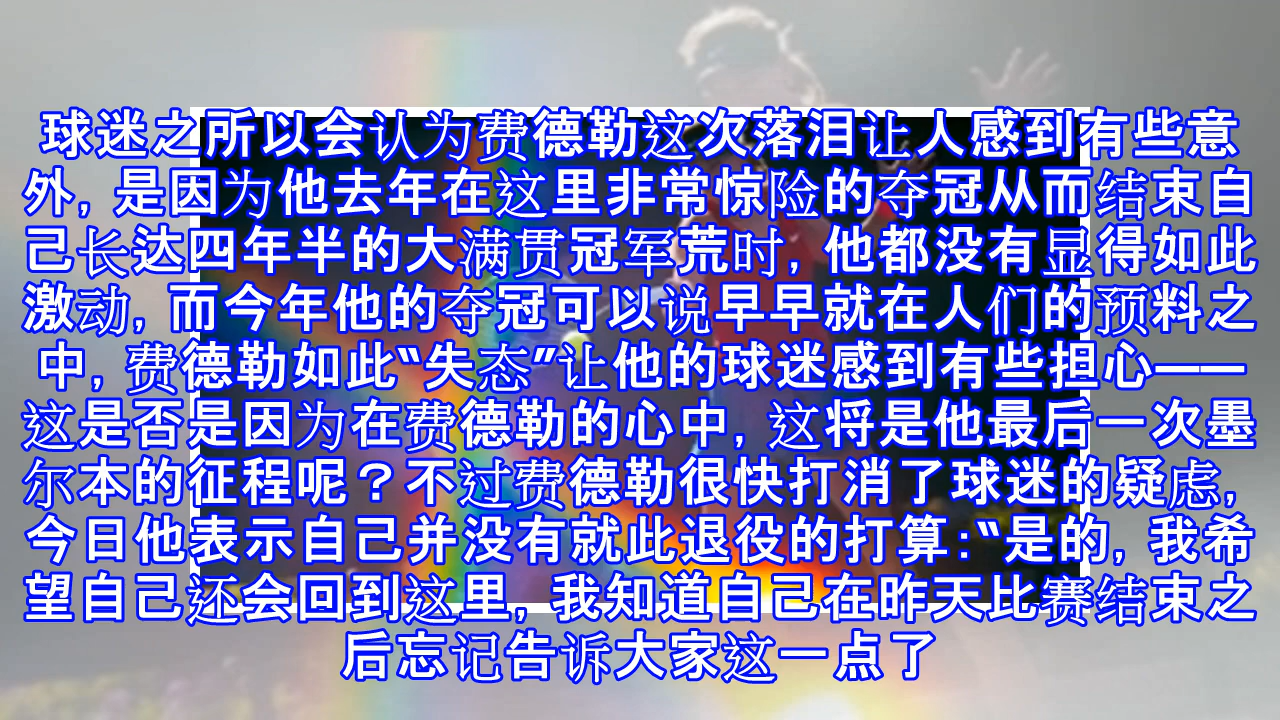 球迷之所以会认为费德勒这次落泪让人感到有些意
外,是因为他去年在这里非常惊险的夺冠从而结束自
己长达四年半的大满贯冠军荒时,他都没有显得如此
激动,而今年他的夺冠可以说早早就在人们的预料之
中,费德勒如此“失态”让他的球迷感到有些担心——
这是否是因为在费德勒的心中,这将是他最后一次墨
尔本的征程呢？不过费德勒很快打消了球迷的疑虑,
今日他表示自己并没有就此退役的打算:“是的,我希
望自己还会回到这里,我知道自己在昨天比赛结束之
后忘记告诉大家这一点了